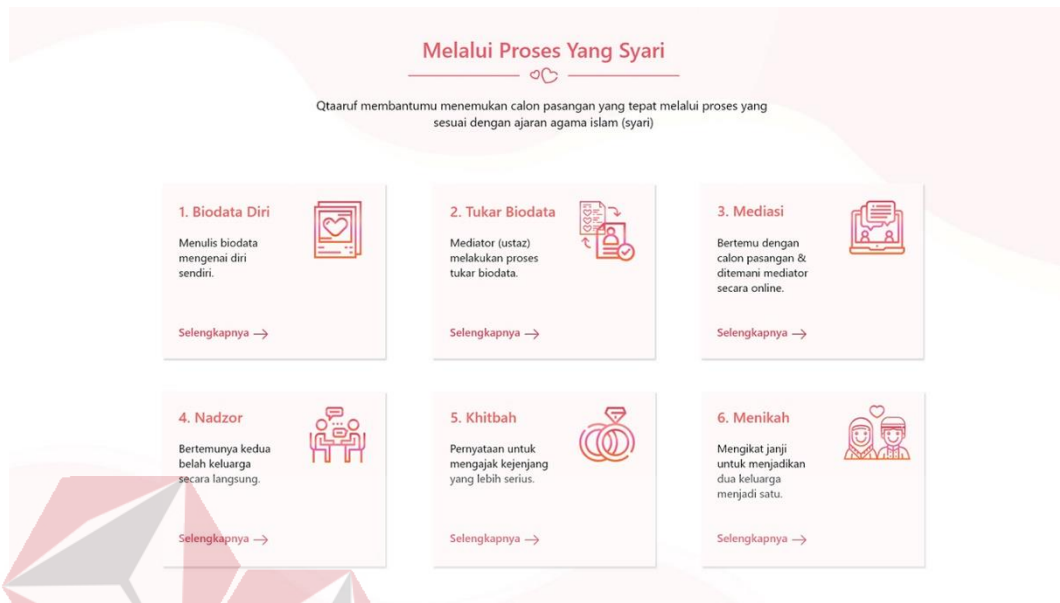 Melalui Proses Yang Syari
Qtaaruf membantumu menemukan calon pasangan yang tepat melalui proses yang
sesuai dengan ajaran agama islam (syari)
1. Biodata Diri
Menulis biodata
mengenai diri
sendiri.
Selengkapnya
2. Tukar Biodata
Mediator (ustaz)
melakukan proses
tukar biodata.
Selengkapnya
3. Mediasi
Bertemu dengan
calon pasangan &
ditemani mediator
secara online.
Selengkapnya
4. Nadzor
Bertemunya kedua
belah keluarga
secara langsung.
Selengkapnya
5. Khitbah
Pernyataan untuk
mengajak kejenjang
yang lebih serius.
Selengkapnya
6. Menikah
Mengikat janji
untuk menjadikan
dua keluarga
menjadi satu.
Selengkapnya